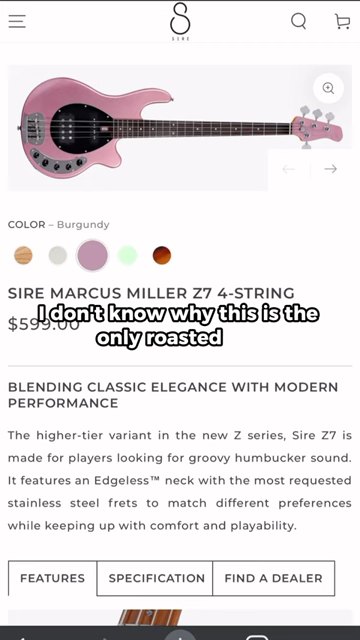 SIRE
COLOR – Burgundy
SIRE MARCUS MILLER Z7 4-STRING
$599.00
I don't know why this is the
only roasted
BLENDING CLASSIC ELEGANCE WITH MODERN
PERFORMANCE
The higher-tier variant in the new Z series, Sire Z7 is
made for players looking for groovy humbucker sound.
It features an Edgeless™ neck with the most requested
stainless steel frets to match different preferences
while keeping up with comfort and playability.
FEATURES
SPECIFICATION
FIND A DEALER